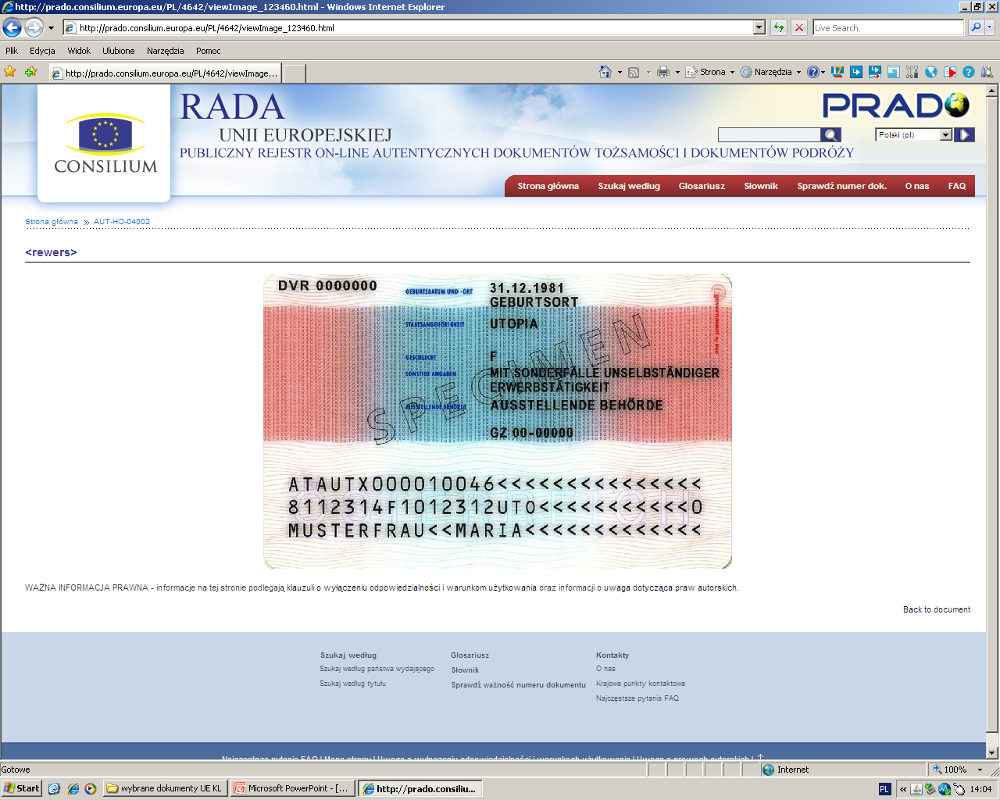 http://prado.consilium.europa.eu/PL/4642/viewImage_123460.html - Windows Internet Explorer
http://prado.consilium.europa.eu/PL/4642/viewImage_123460.html
Live Search
Plik Edycja Widok Ulubione Narzędzia Pomoc
http://prado.consilium.europa.eu/PL/4642/viewImage...
Strona Narzędzia
RADA
UNII EUROPEJSKIEJ
PUBLICZNY REJESTR ON-LINE AUTENTYCZNYCH DOKUMENTÓW TOŻSAMOŚCI I DOKUMENTÓW PODRÓŻY
CONSILIUM
PRADO
Polski (pl)
Strona główna Szukaj według Glosariusz Słownik Sprawdź numer dok. O nas FAQ
Strona główna » AUT-HO-04002
<rewers>
DVR 0000000
GEBURTSDATUM UND -ORT 31.12.1981
GEBURTSORT
STAATSANGEHÖRIGKEIT UTOPIA
GESCHLECHT F
SONSTIGE ANGABEN MIT SONDERFÄLLE UNSELBSTÄNDIGER
ERWERBSTÄTIGKEIT
AUSSTELLENDE BEHÖRDE AUSSTELLENDE BEHÖRDE
GZ 00-00000
SPECIMEN
@government by
ÖSTERREICH
ATAUTX000010046<<<<<<<<<<<<<<<
8112314F1012312UTO<<<<<<<<<<<0
MUSTERFRAU<<MARIA<<<<<<<<<<<<<
WAŻNA INFORMACJA PRAWNA - informacje na tej stronie podlegają klauzuli o wyłączeniu odpowiedzialności i warunkom użytkowania oraz informacji o uwaga dotycząca praw autorskich.
Back to document
Szukaj według
Szukaj według państwa wydającego
Szukaj według tytułu
Glosariusz
Słownik
Sprawdź ważność numeru dokumentu
Kontakty
O nas
Krajowe punkty kontaktowe
Najczęstsze pytania FAQ
Najczęstsze pytania FAQ | Mapa strony | Uwaga o wyłączeniu odpowiedzialności i warunkach użytkowania | Uwaga o prawach autorskich |
Gotowe Internet 100%
Start wybrane dokumenty UE KL Microsoft PowerPoint - [... http://prado.consiliu... PL 14:04